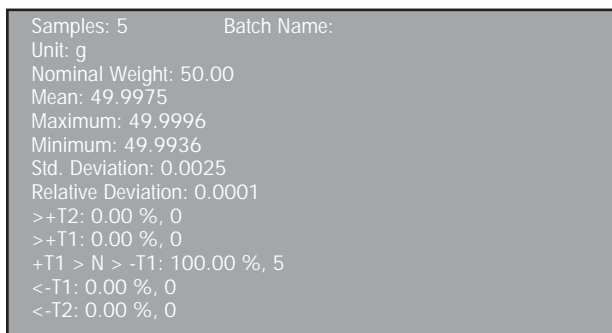 Samples: 5 Batch Name:
Unit: g
Nominal Weight: 50.00
Mean: 49.9975
Maximum: 49.9996
Minimum: 49.9936
Std. Deviation: 0.0025
Relative Deviation: 0.0001
>+T2: 0.00 %, 0
>+T1: 0.00 %, 0
+T1 > N > -T1: 100.00 %, 5
<-T1: 0.00 %, 0
<-T2: 0.00 %, 0